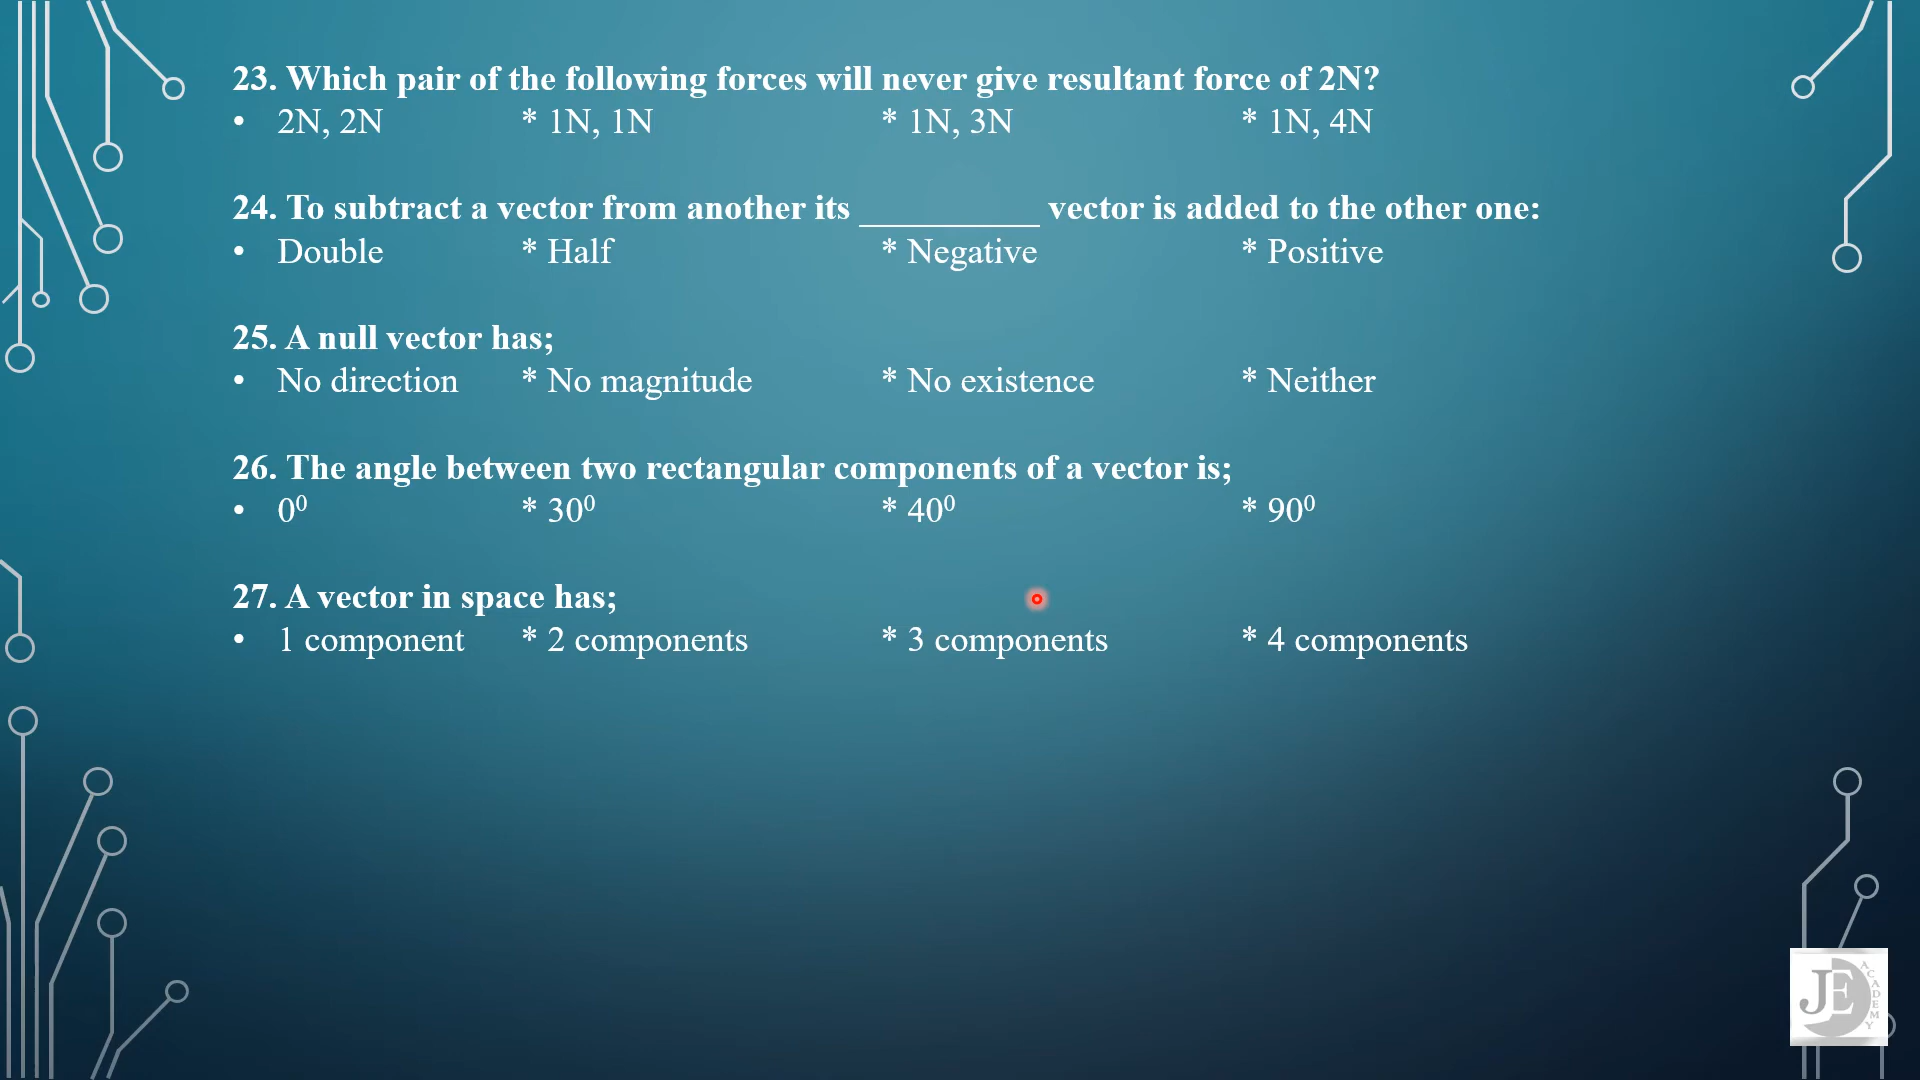 23. Which pair of the following forces will never give resultant force of 2N?
• 2N, 2N * 1N, 1N * 1N, 3N * 1N, 4N
24. To subtract a vector from another its __________ vector is added to the other one:
• Double * Half * Negative * Positive
25. A null vector has;
• No direction * No magnitude * No existence * Neither
26. The angle between two rectangular components of a vector is;
• 0⁰ * 30⁰ * 40⁰ * 90⁰
27. A vector in space has;
• 1 component * 2 components * 3 components * 4 components
JE ACADEMY